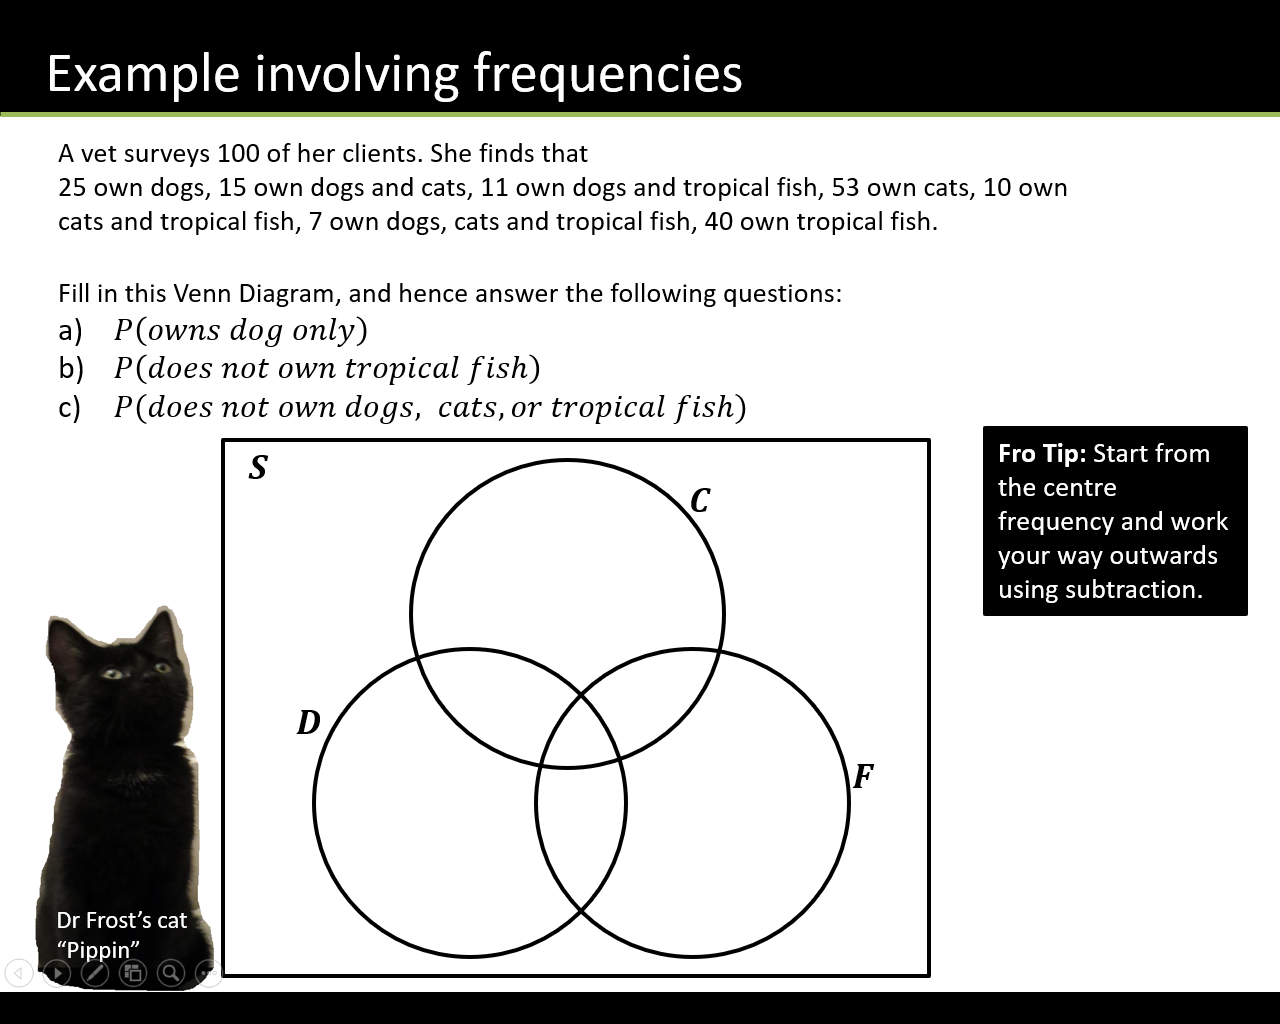 Example involving frequencies
A vet surveys 100 of her clients. She finds that
25 own dogs, 15 own dogs and cats, 11 own dogs and tropical fish, 53 own cats, 10 own
cats and tropical fish, 7 own dogs, cats and tropical fish, 40 own tropical fish.
Fill in this Venn Diagram, and hence answer the following questions:
a) P(owns dog only)
b) P(does not own tropical fish)
c) P(does not own dogs, cats, or tropical fish)
S
C
D
F
Fro Tip: Start from
the centre
frequency and work
your way outwards
using subtraction.
Dr Frost's cat
“Pippin”